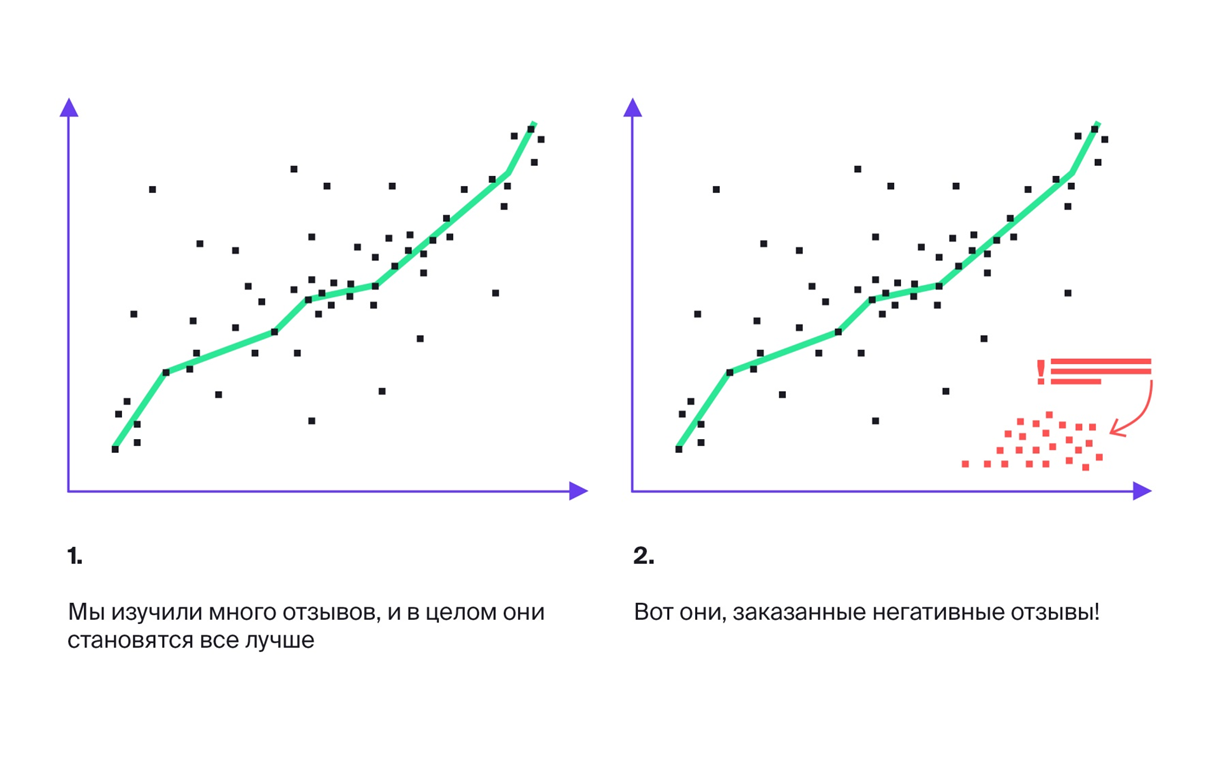 1.
Мы изучили много отзывов, и в целом они
становятся все лучше
!
2.
Вот они, заказанные негативные отзывы!